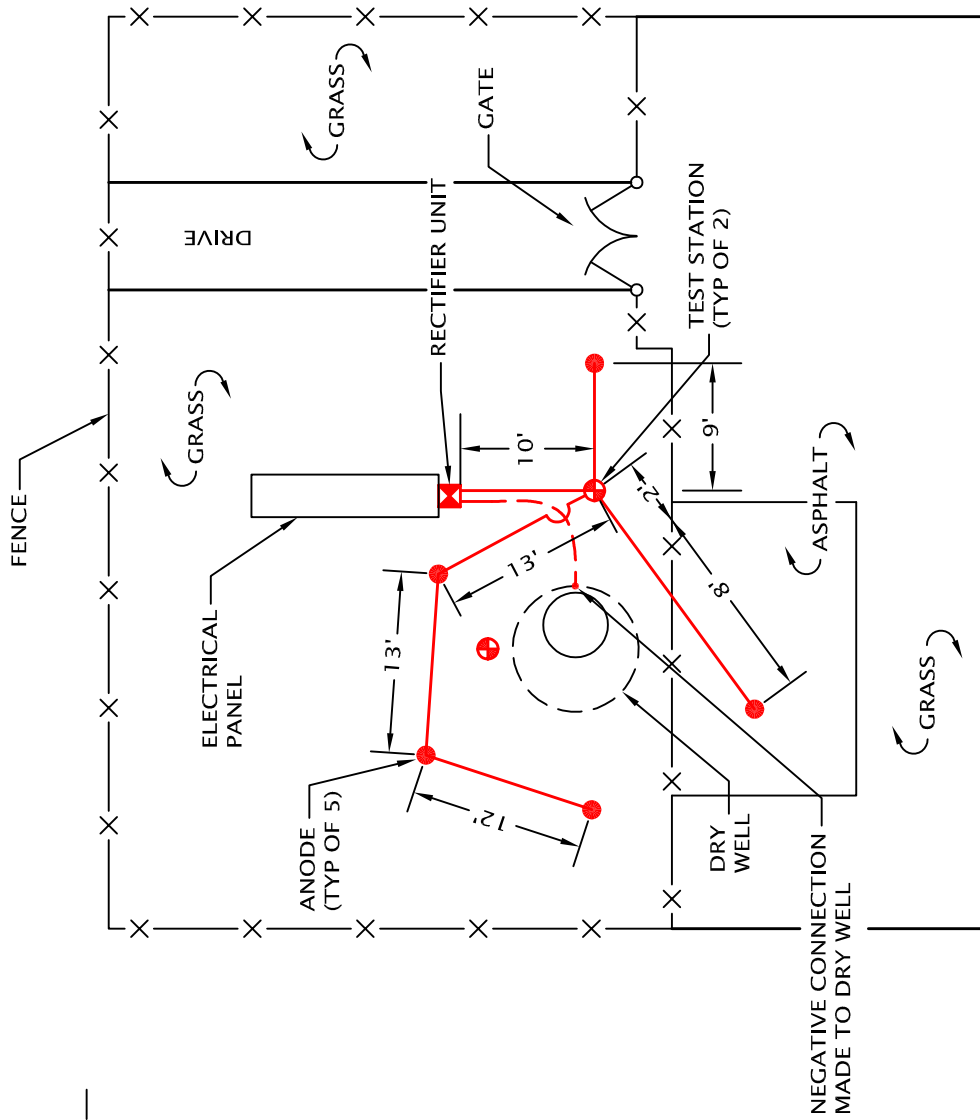 FENCE
GRASS
DRIVE
GRASS
RECTIFIER UNIT
GATE
ELECTRICAL
PANEL
10'
TEST STATION
(TYP OF 2)
13'
13'
9'
2'
8'
12'
ANODE
(TYP OF 5)
ASPHALT
GRASS
DRY
WELL
NEGATIVE CONNECTION
MADE TO DRY WELL